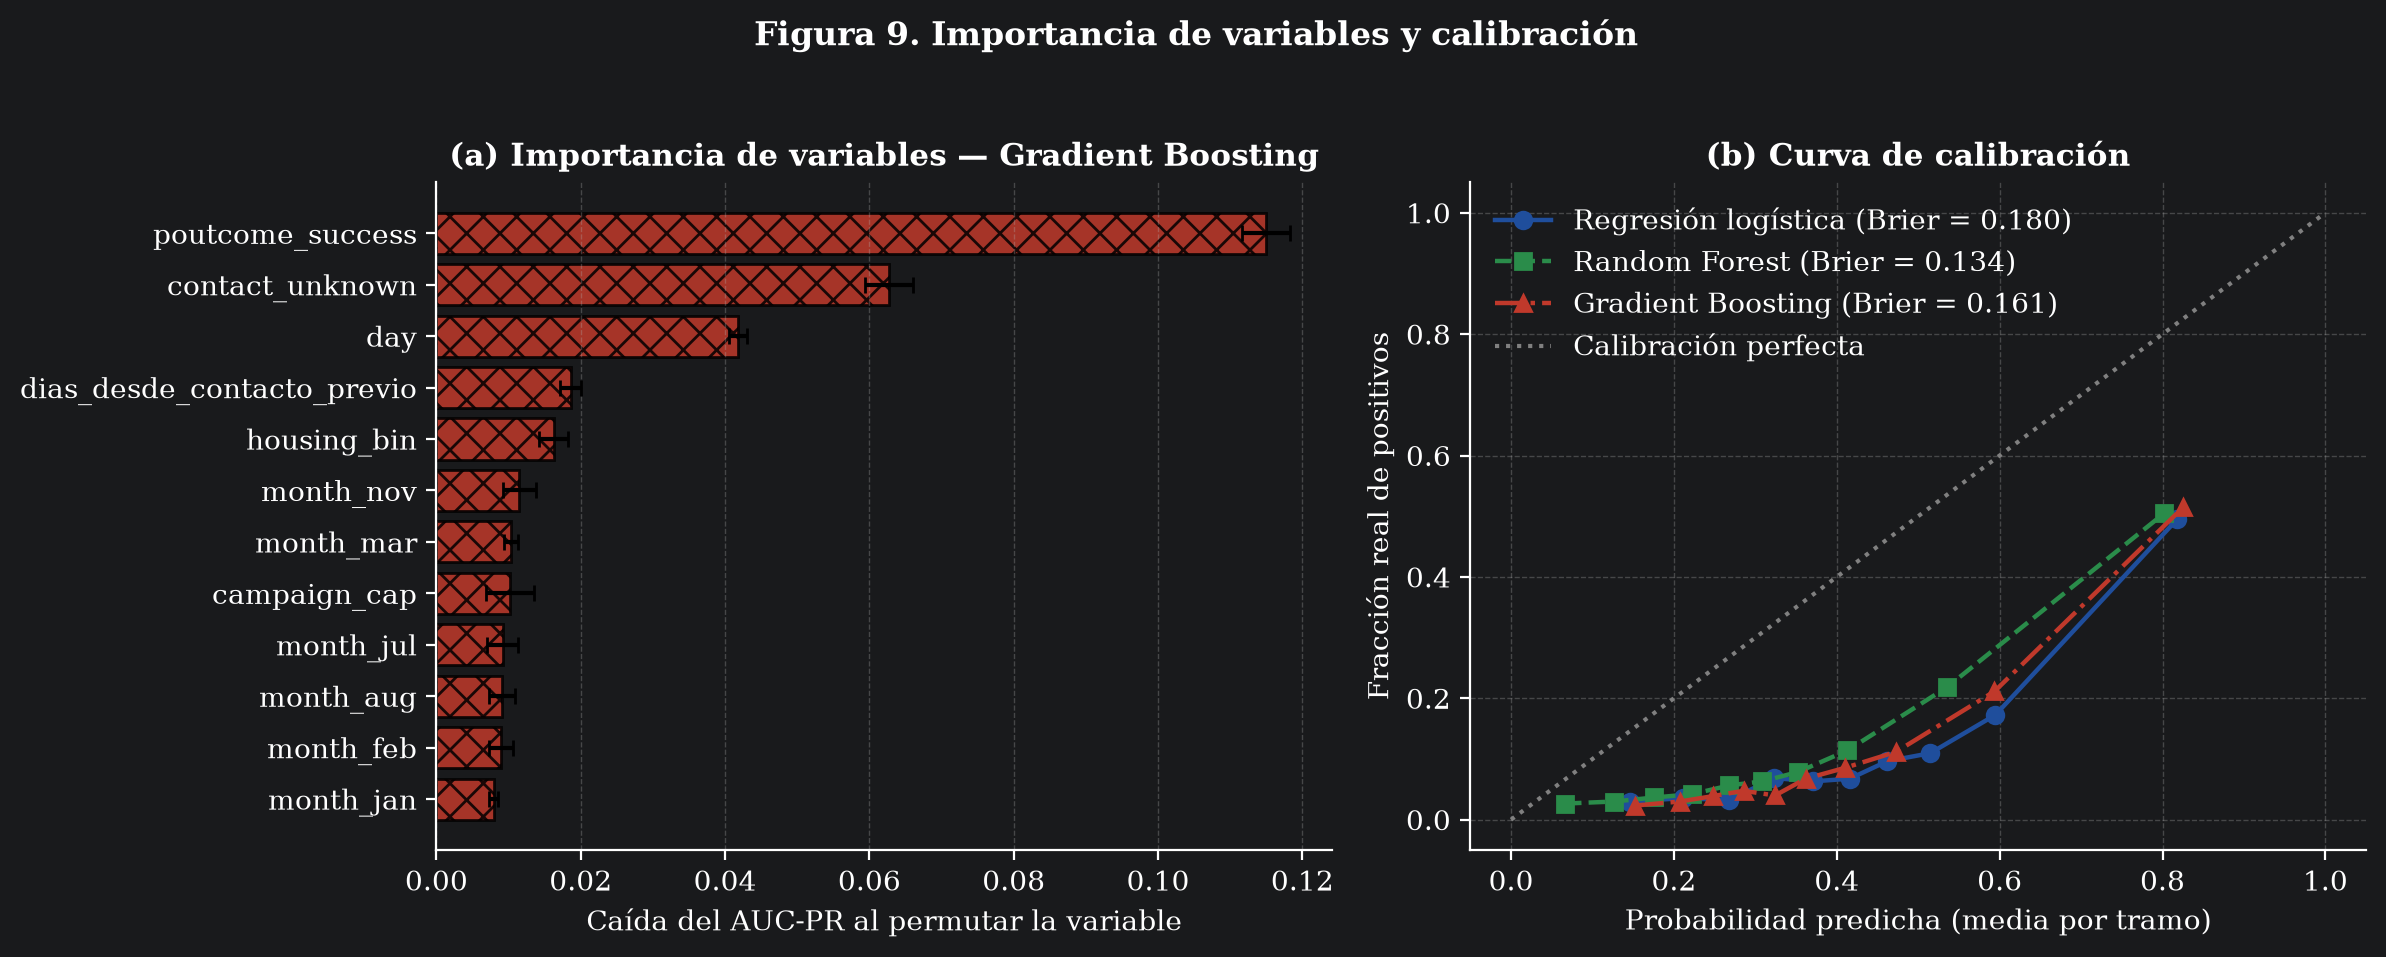 Figura 9. Importancia de variables y calibración
(a) Importancia de variables — Gradient Boosting
poutcome_success
contact_unknown
day
dias_desde_contacto_previo
housing_bin
month_nov
month_mar
campaign_cap
month_jul
month_aug
month_feb
month_jan
0.00 0.02 0.04 0.06 0.08 0.10 0.12
Caída del AUC-PR al permutar la variable
(b) Curva de calibración
Regresión logística (Brier = 0.180)
Random Forest (Brier = 0.134)
Gradient Boosting (Brier = 0.161)
Calibración perfecta
Fracción real de positivos
1.0
0.8
0.6
0.4
0.2
0.0
0.0 0.2 0.4 0.6 0.8 1.0
Probabilidad predicha (media por tramo)